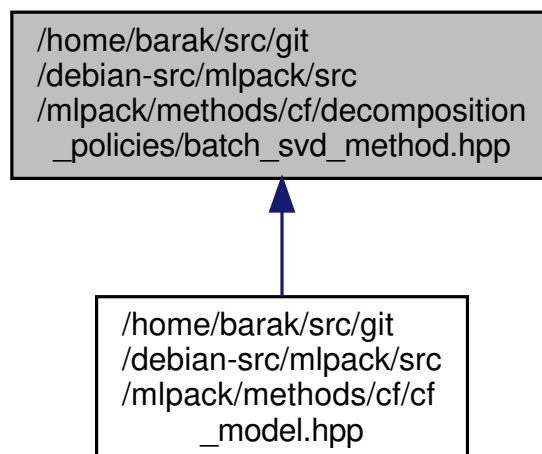 /home/barak/src/git
/debian-src/mlpack/src
/mlpack/methods/cf/decomposition
_policies/batch_svd_method.hpp
/home/barak/src/git
/debian-src/mlpack/src
/mlpack/methods/cf/cf
_model.hpp